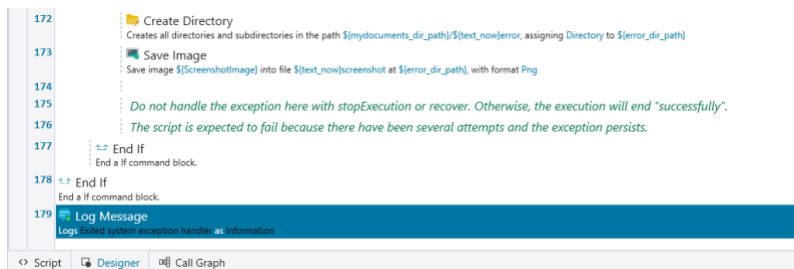 172 Create Directory
Creates all directories and subdirectories in the path ${mydocuments_dir_path}/${text_now}error, assigning Directory to ${error_dir_path}
173 Save Image
Save image ${ScreenshotImage} into file ${text_now}screenshot at ${error_dir_path}, with format Png
174
175 Do not handle the exception here with stopExecution or recover. Otherwise, the execution will end "successfully".
176 The script is expected to fail because there have been several attempts and the exception persists.
177 End If
End a If command block.
178 End If
End a If command block.
179 Log Message
Logs Exited system exception handler as Information
<> Script Designer Call Graph